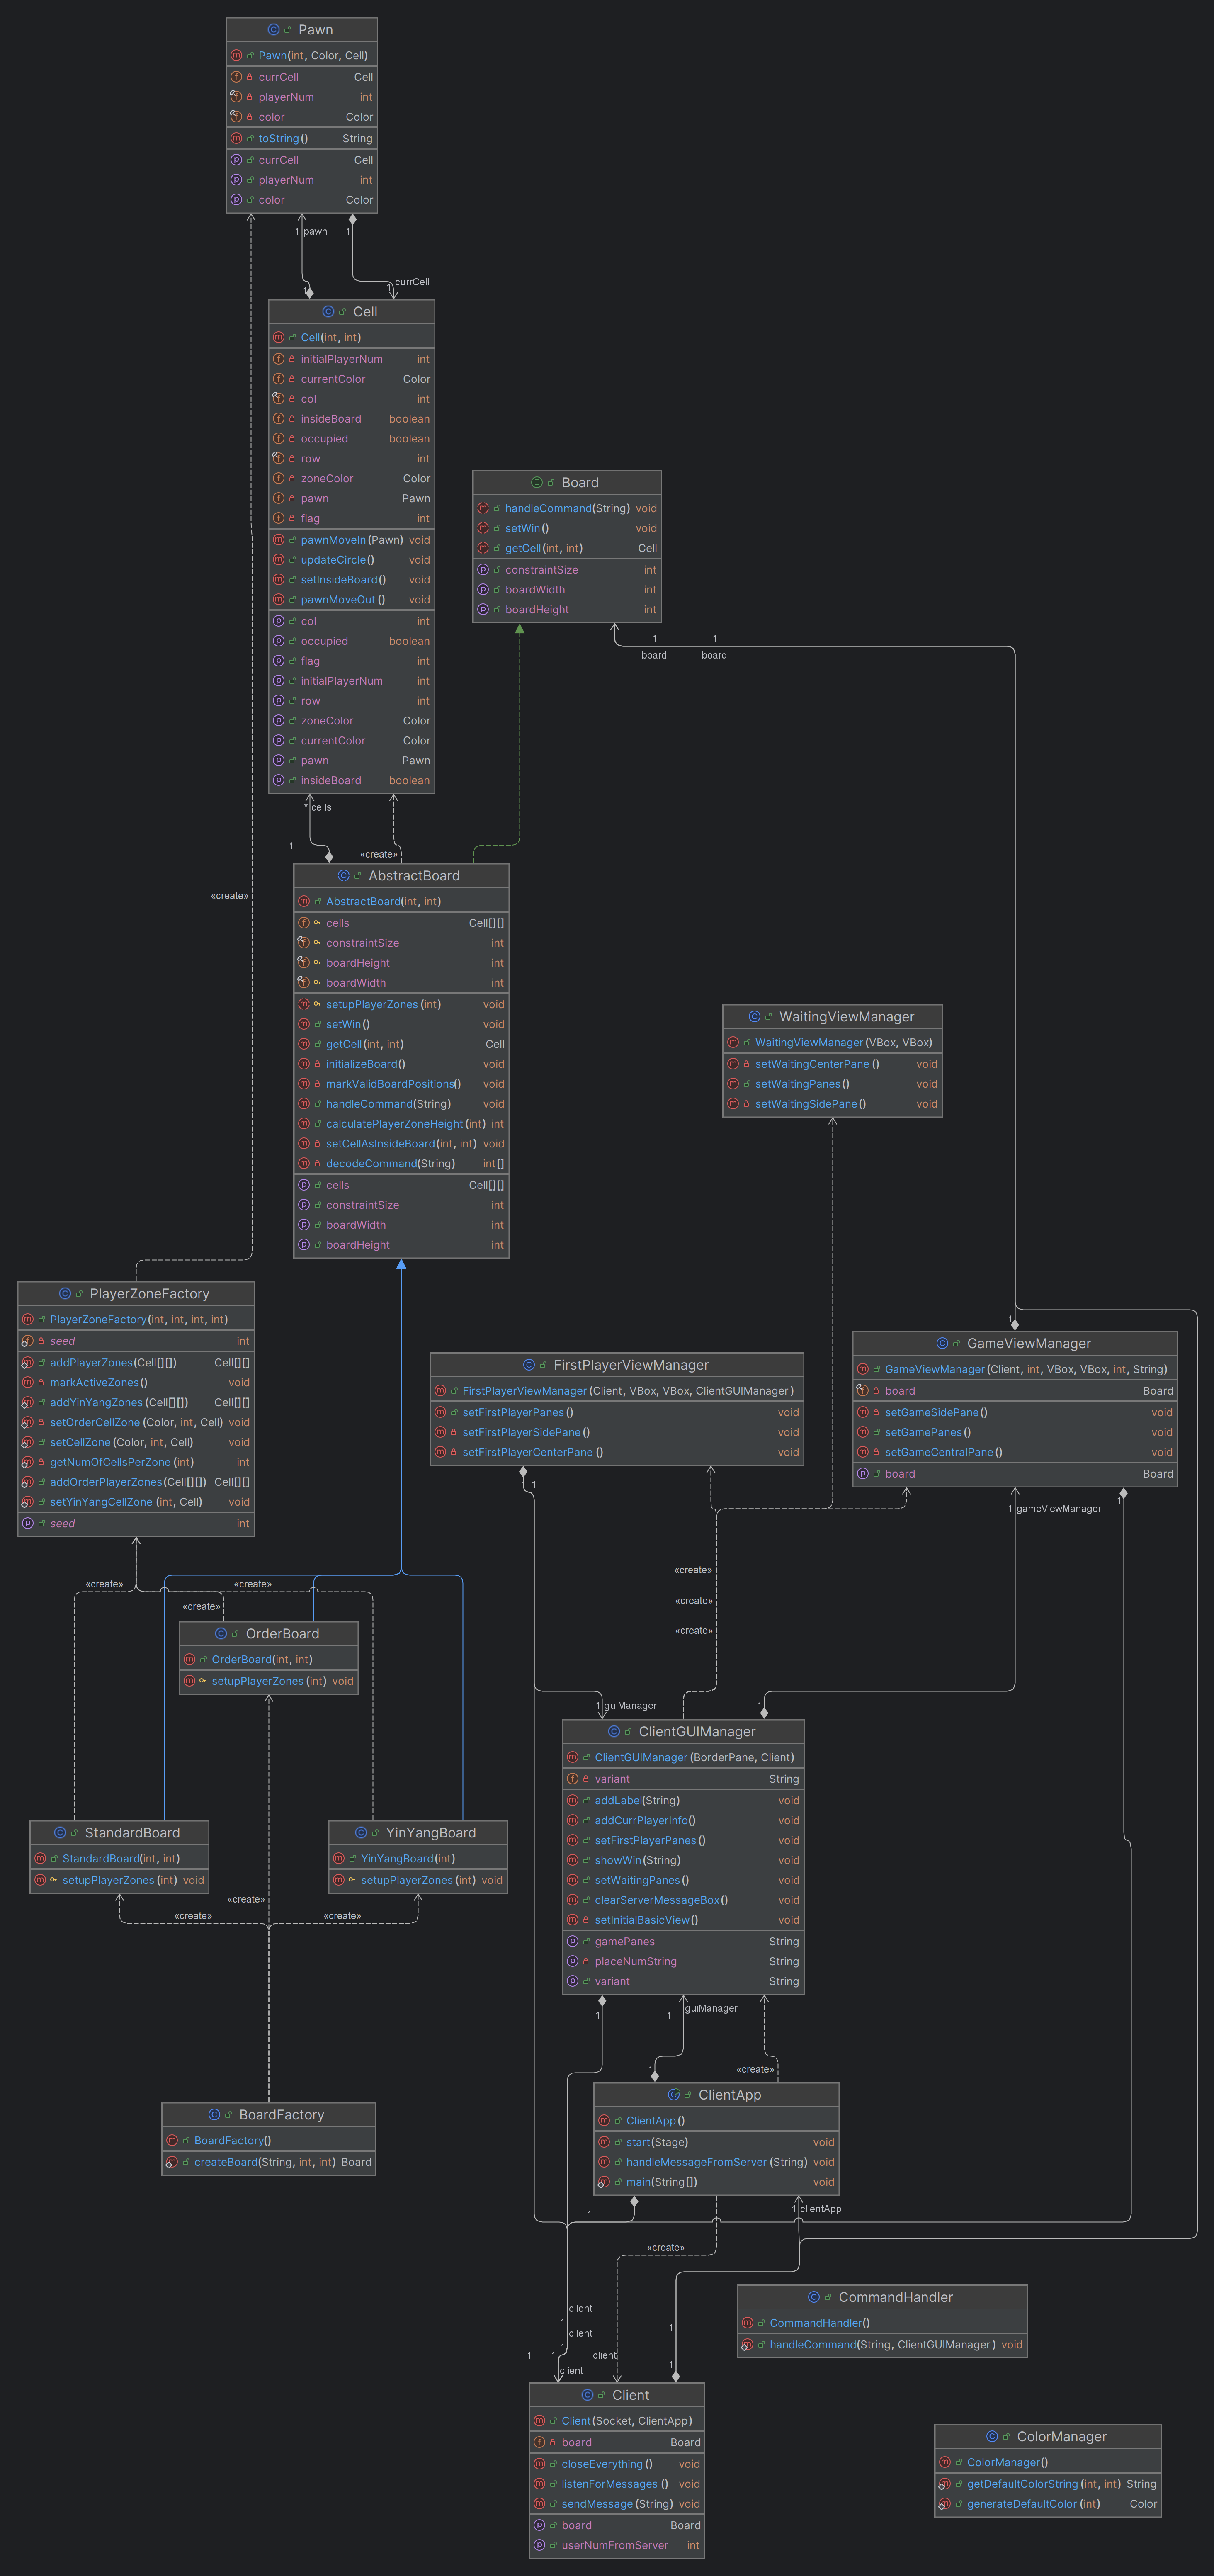 Pawn
Pawn(int, Color, Cell)
currCell Cell
playerNum int
color Color
toString() String
currCell Cell
playerNum int
color Color
1 pawn
1
currCell
1
1
Cell
Cell(int, int)
initialPlayerNum int
currentColor Color
col int
insideBoard boolean
occupied boolean
row int
zoneColor Color
pawn Pawn
flag int
pawnMoveIn(Pawn) void
updateCircle() void
setInsideBoard() void
pawnMoveOut() void
col int
occupied boolean
flag int
initialPlayerNum int
row int
zoneColor Color
currentColor Color
pawn Pawn
insideBoard boolean
Board
handleCommand(String) void
setWin() void
getCell(int, int) Cell
constraintSize int
boardWidth int
boardHeight int
1 1
board board
* cells
1
«create»
«create»
AbstractBoard
AbstractBoard(int, int)
cells Cell[][]
constraintSize int
boardHeight int
boardWidth int
setupPlayerZones(int) void
setWin() void
getCell(int, int) Cell
initializeBoard() void
markValidBoardPositions() void
handleCommand(String) void
calculatePlayerZoneHeight(int) int
setCellAsInsideBoard(int, int) void
decodeCommand(String) int[]
cells Cell[][]
constraintSize int
boardWidth int
boardHeight int
WaitingViewManager
WaitingViewManager(VBox, VBox)
setWaitingCenterPane() void
setWaitingPanes() void
setWaitingSidePane() void
PlayerZoneFactory
PlayerZoneFactory(int, int, int, int)
seed int
addPlayerZones(Cell[][]) Cell[][]
markActiveZones() void
addYinYangZones(Cell[][]) Cell[][]
setOrderCellZone(Color, int, Cell) void
setCellZone(Color, int, Cell) void
getNumOfCellsPerZone(int) int
addOrderPlayerZones(Cell[][]) Cell[][]
setYinYangCellZone(int, Cell) void
seed int
1
GameViewManager
GameViewManager(Client, int, VBox, VBox, int, String)
board Board
setGameSidePane() void
setGamePanes() void
setGameCentralPane() void
board Board
FirstPlayerViewManager
FirstPlayerViewManager(Client, VBox, VBox, ClientGUIManager)
setFirstPlayerPanes() void
setFirstPlayerSidePane() void
setFirstPlayerCenterPane() void
1 1
1 gameViewManager
1
«create»
«create»
«create»
«create» «create»
«create»
OrderBoard
OrderBoard(int, int)
setupPlayerZones(int) void
1 guiManager
1
ClientGUIManager
ClientGUIManager(BorderPane, Client)
variant String
addLabel(String) void
addCurrPlayerInfo() void
setFirstPlayerPanes() void
showWin(String) void
setWaitingPanes() void
clearServerMessageBox() void
setInitialBasicView() void
gamePanes String
placeNumString String
variant String
StandardBoard
StandardBoard(int, int)
setupPlayerZones(int) void
YinYangBoard
YinYangBoard(int)
setupPlayerZones(int) void
«create»
«create» «create»
1
guiManager
1
1
«create»
BoardFactory
BoardFactory()
createBoard(String, int, int) Board
ClientApp
ClientApp()
start(Stage) void
handleMessageFromServer(String) void
main(String[]) void
1
1 clientApp
«create»
CommandHandler
CommandHandler()
handleCommand(String, ClientGUIManager) void
client
1
client
1
1 1
client
client
1
1
Client
Client(Socket, ClientApp)
board Board
closeEverything() void
listenForMessages() void
sendMessage(String) void
board Board
userNumFromServer int
ColorManager
ColorManager()
getDefaultColorString(int, int) String
generateDefaultColor(int) Color